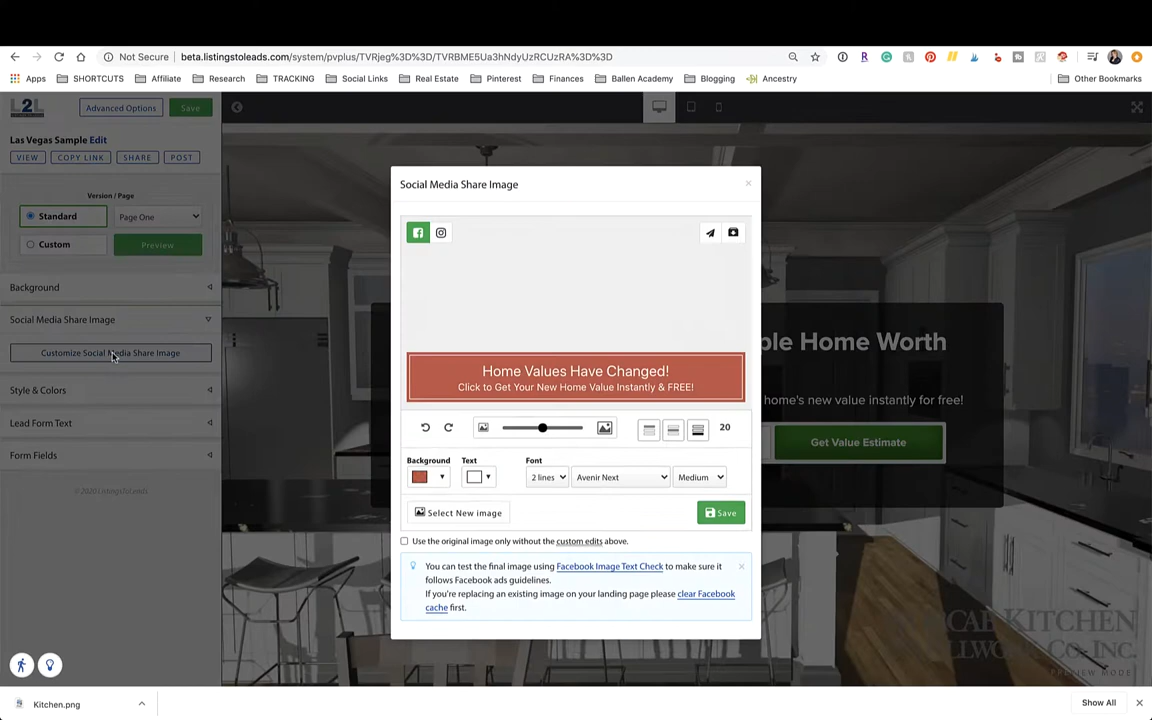 Not Secure
beta.listingstoleads.com/system/pvplus/TVRjeg%3D%3D/TVRBME5Ua3hNdyUzRCUzRA%3D%3D
Apps
SHORTCUTS
Affiliate
Research
TRACKING
Social Links
Real Estate
Pinterest
Finances
Ballen Academy
Blogging
Ancestry
Other Bookmarks
L2L
Advanced Options
Save
Las Vegas Sample Edit
VIEW
COPY LINK
SHARE
POST
Version / Page
Standard
Page One
Custom
Preview
Background
Social Media Share Image
Customize Social Media Share Image
Style & Colors
Lead Form Text
Form Fields
© 2020 ListingsToLeads
Social Media Share Image
Home Values Have Changed!
Click to Get Your New Home Value Instantly & FREE!
20
Background
Text
Font
2 lines
Avenir Next
Medium
Select New image
Save
Use the original image only without the custom edits above.
You can test the final image using Facebook Image Text Check to make sure it
follows Facebook ads guidelines.
If you're replacing an existing image on your landing page please clear Facebook
cache first.
ple Home Worth
home's new value instantly for free!
Get Value Estimate
KITCHEN
CO INC.
PREVIEW MODE
Kitchen.png
Show All